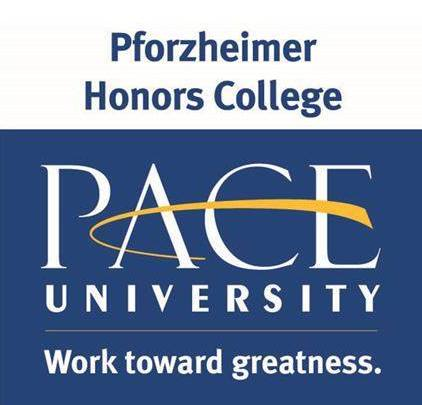 Pforzheimer
Honors College
PACE
UNIVERSITY
Work toward greatness.